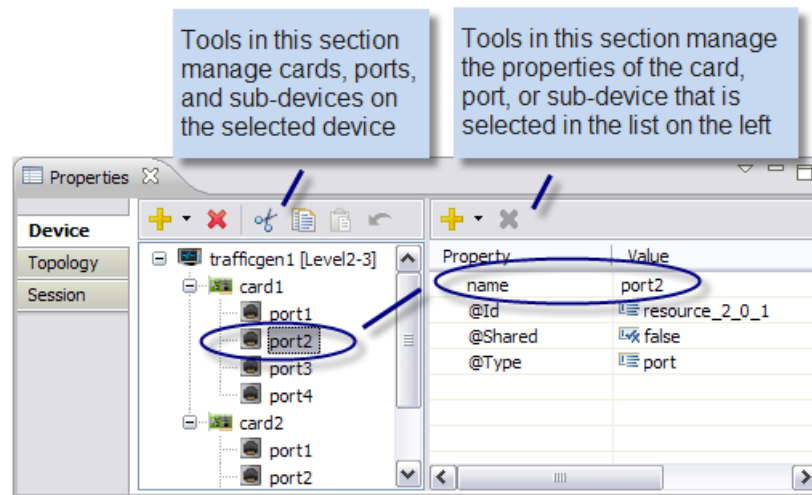 Tools in this section
manage cards, ports,
and sub-devices on
the selected device
Tools in this section manage
the properties of the card,
port, or sub-device that is
selected in the list on the left
Properties
Device
Topology
Session
trafficgen1 [Level2-3]
card1
port1
port2
port3
port4
card2
port1
port2
Property Value
name port2
@Id resource_2_0_1
@Shared false
@Type port